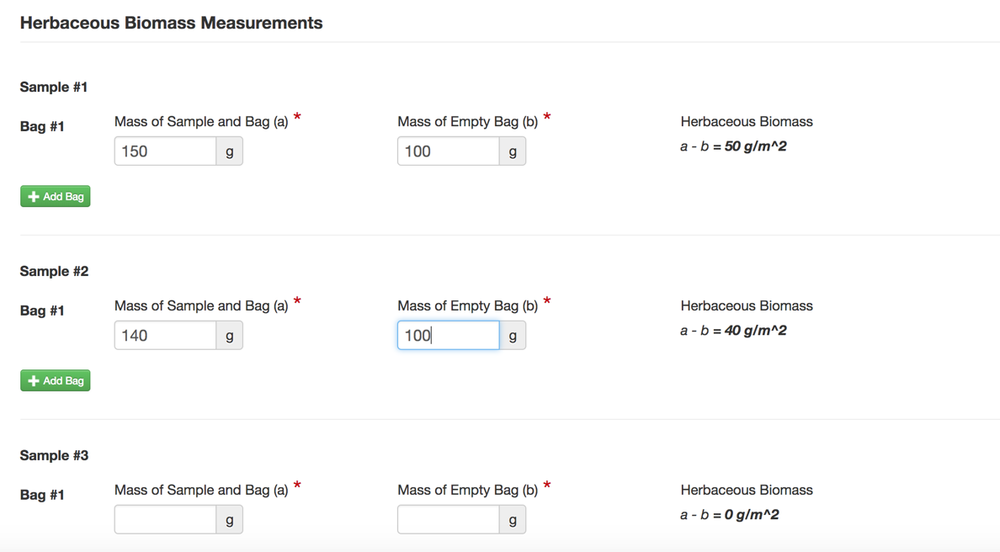 Herbaceous Biomass Measurements
Sample #1
Bag #1
Mass of Sample and Bag (a) *
Mass of Empty Bag (b) *
Herbaceous Biomass
150 g
100 g
a - b = 50 g/m^2
Add Bag
Sample #2
Bag #1
Mass of Sample and Bag (a) *
Mass of Empty Bag (b) *
Herbaceous Biomass
140 g
100 g
a - b = 40 g/m^2
Add Bag
Sample #3
Bag #1
Mass of Sample and Bag (a) *
Mass of Empty Bag (b) *
Herbaceous Biomass
g
g
a - b = 0 g/m^2